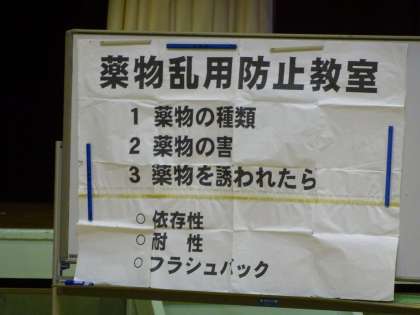 薬物乱用防止教室
1 薬物の種類
2 薬物の害
3 薬物を誘われたら
○ 依存性
○ 耐 性
○ フラシュバック